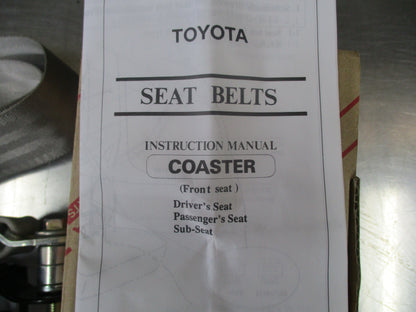 TOYOTA
SEAT BELTS
INSTRUCTION MANUAL
COASTER
(Front seat)
Driver's Seat
Passenger's Seat
Sub-Seat